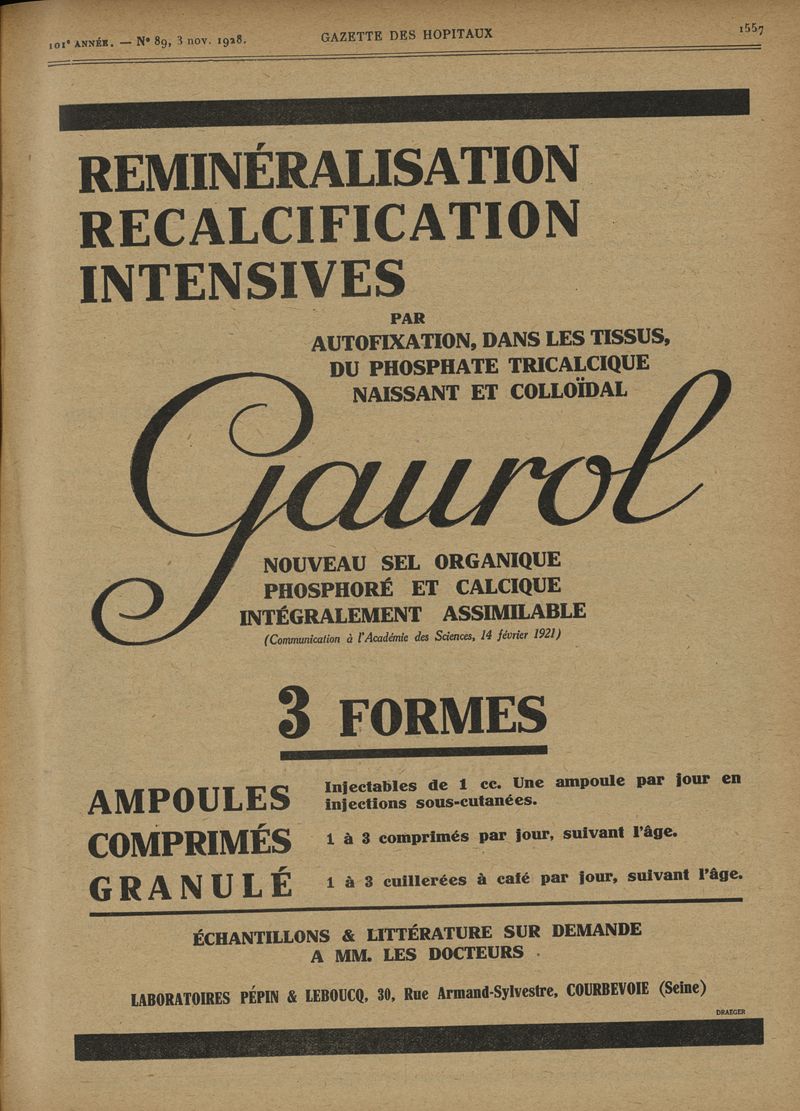 101e ANNÉE. — N° 89, 3 nov. 1928.
GAZETTE DES HOPITAUX
1557
REMINÉRALISATION
RECALCIFICATION
INTENSIVES
PAR
AUTOFIXATION, DANS LES TISSUS,
DU PHOSPHATE TRICALCIQUE
NAISSANT ET COLLOÏDAL
Gaurol
NOUVEAU SEL ORGANIQUE
PHOSPHORÉ ET CALCIQUE
INTÉGRALEMENT ASSIMILABLE
(Communication à l'Académie des Sciences, 14 février 1921)
3 FORMES
AMPOULES
Injectables de 1 cc. Une ampoule par jour en
injections sous-cutanées.
COMPRIMÉS
1 à 3 comprimés par jour, suivant l'âge.
GRANULÉ
1 à 3 cuillerées à café par jour, suivant l'âge.
ÉCHANTILLONS & LITTÉRATURE SUR DEMANDE
A MM. LES DOCTEURS
LABORATOIRES PÉPIN & LEBOUCQ, 30, Rue Armand-Sylvestre, COURBEVOIE (Seine)
DRAEGER